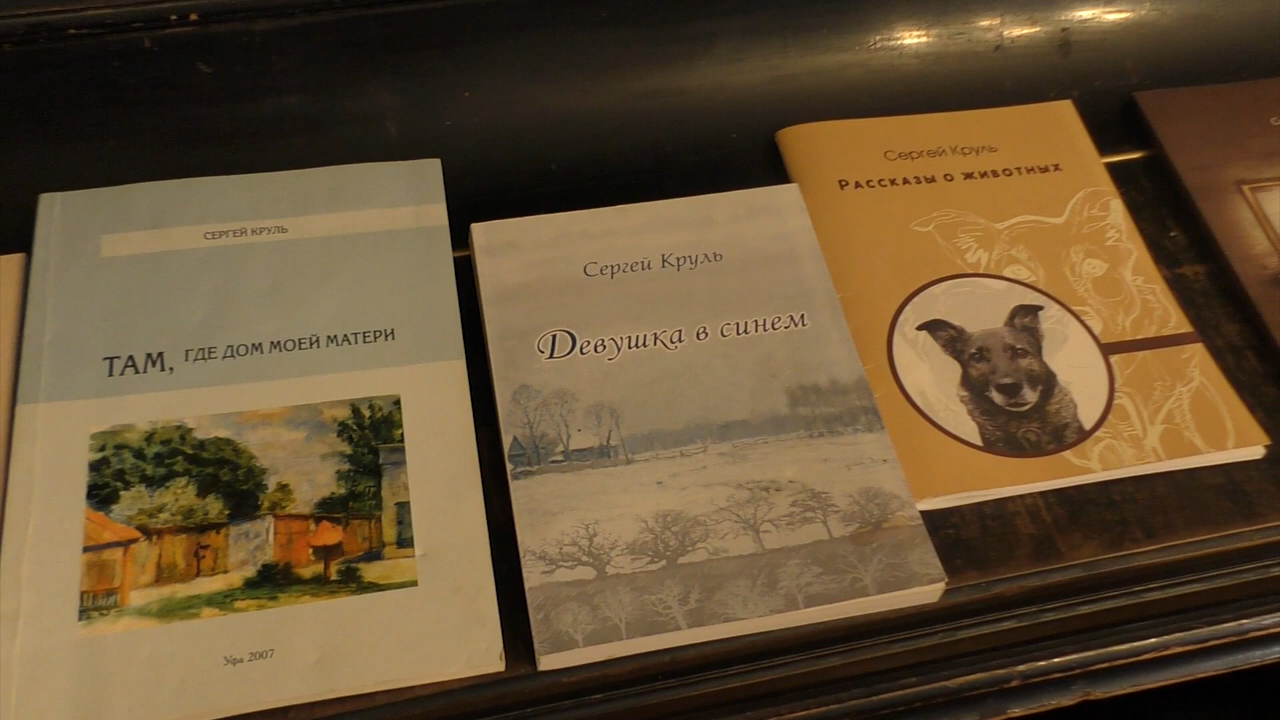 СЕРГЕЙ КРУЛЬ
ТАМ, ГДЕ ДОМ МОЕЙ МАТЕРИ
Уфа 2007
Сергей Круль
Девушка в синем
Сергей Круль
РАССКАЗЫ О ЖИВОТНЫХ